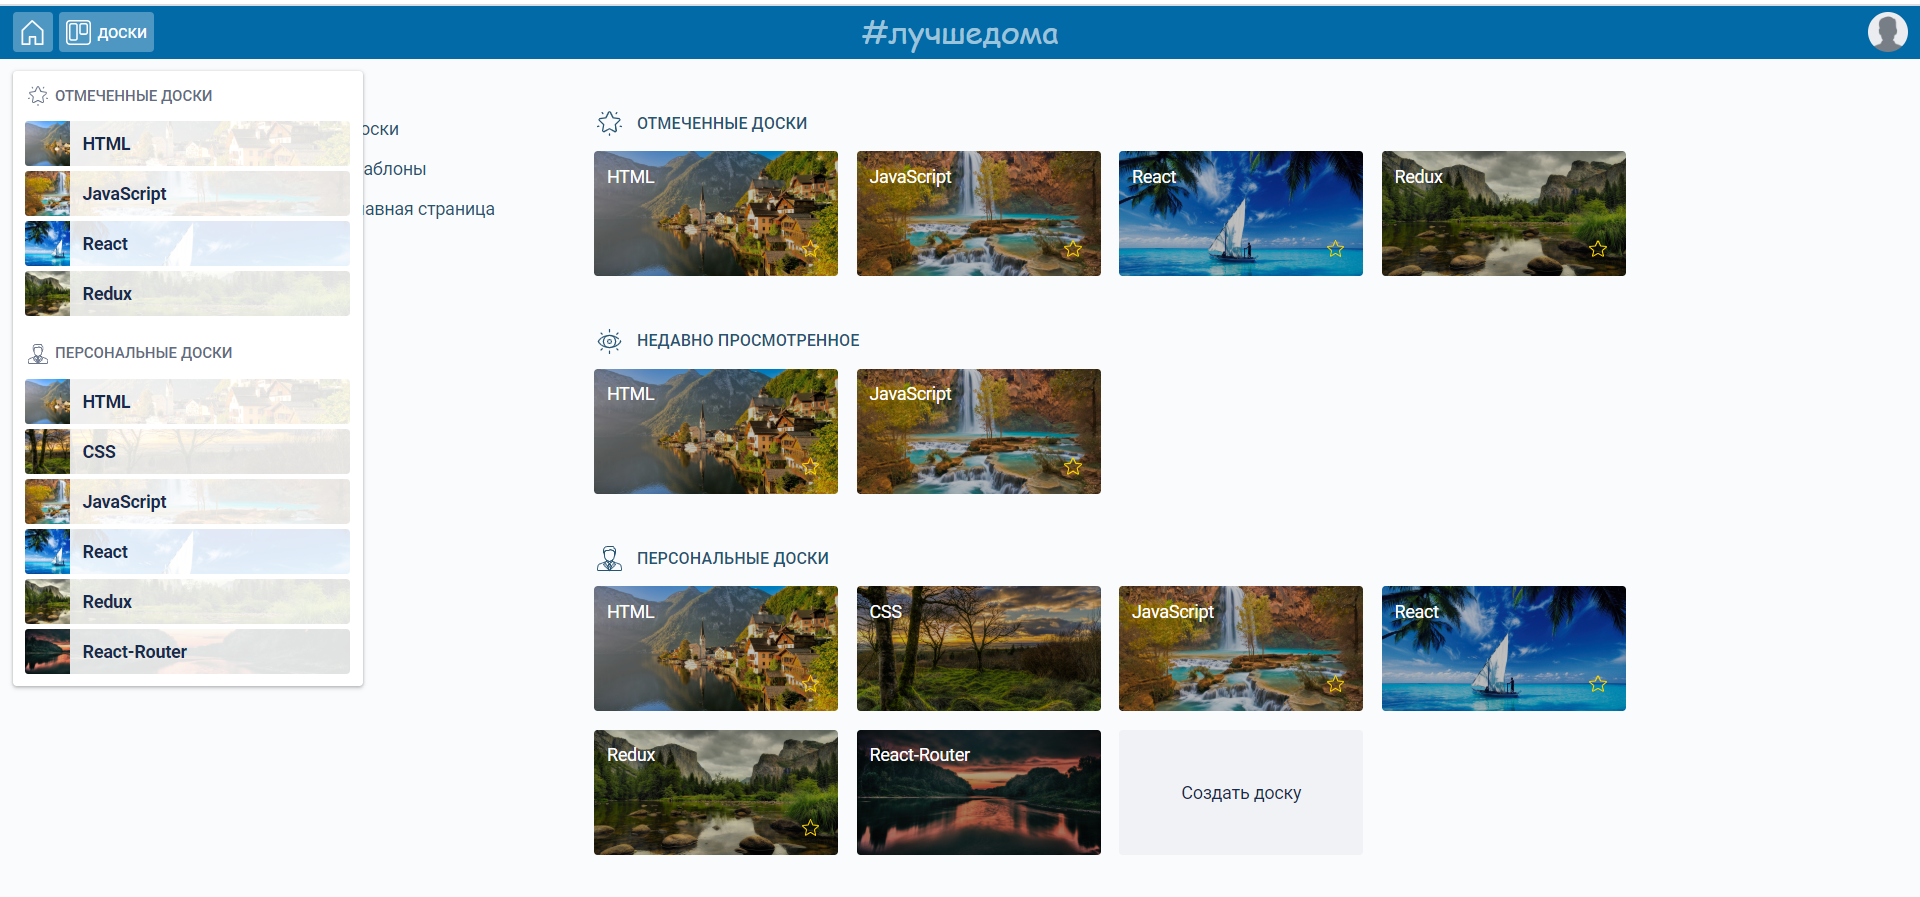 ДОСКИ
#лучшедома
ОТМЕЧЕННЫЕ ДОСКИ
HTML
JavaScript
React
Redux
ПЕРСОНАЛЬНЫЕ ДОСКИ
HTML
CSS
JavaScript
React
Redux
React-Router
оски
аблоны
лавная страница
ОТМЕЧЕННЫЕ ДОСКИ
HTML
JavaScript
React
Redux
НЕДАВНО ПРОСМОТРЕННОЕ
HTML
JavaScript
ПЕРСОНАЛЬНЫЕ ДОСКИ
HTML
CSS
JavaScript
React
Redux
React-Router
Создать доску